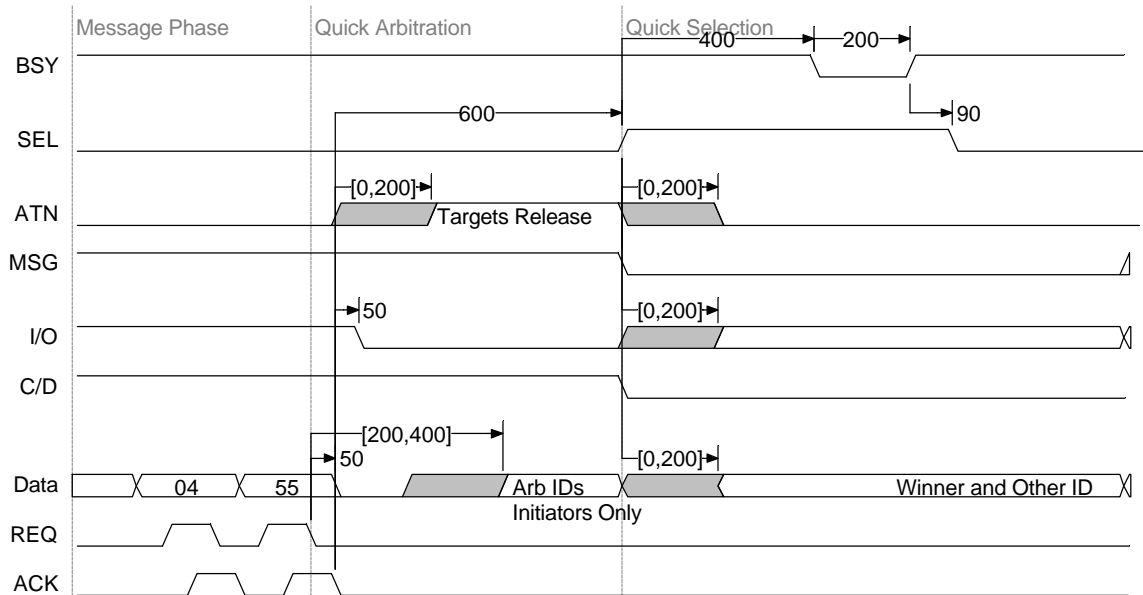 Message Phase Quick Arbitration Quick Selection
400 200
BSY
600 90
SEL
[0,200] [0,200]
ATN Targets Release
MSG
50 [0,200]
I/O
C/D
[200,400]
50 [0,200]
Data 04 55 Arb IDs Winner and Other ID
Initiators Only
REQ
ACK